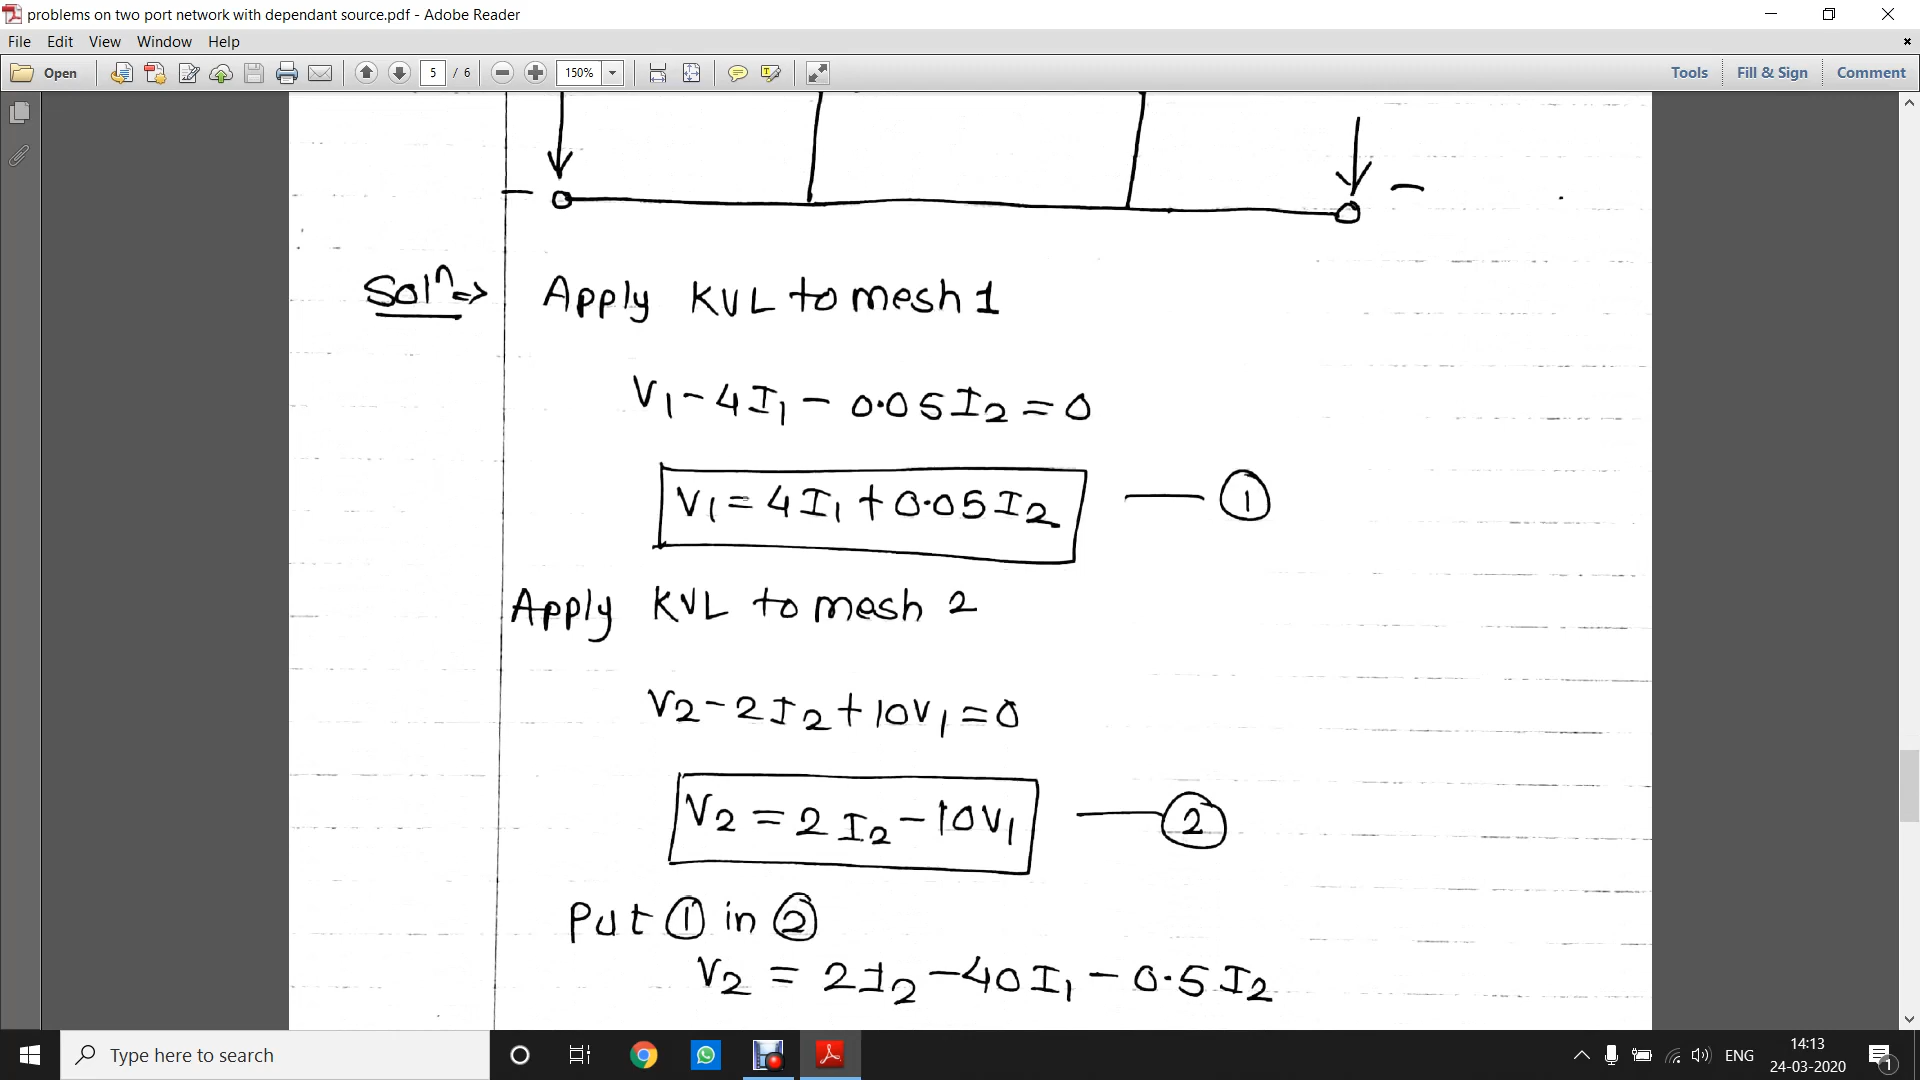 problems on two port network with dependant source.pdf - Adobe Reader
File Edit View Window Help
Open 5 / 6 150% Tools Fill & Sign Comment
Solⁿ => Apply KVL to mesh 1
V₁ - 4I₁ - 0.05I₂ = 0
V₁ = 4I₁ + 0.05I₂ — ①
Apply KVL to mesh 2
V₂ - 2I₂ + 10V₁ = 0
V₂ = 2I₂ - 10V₁ — ②
Put ① in ②
V₂ = 2I₂ - 40I₁ - 0.5I₂
Type here to search
ENG
14:13
24-03-2020
1